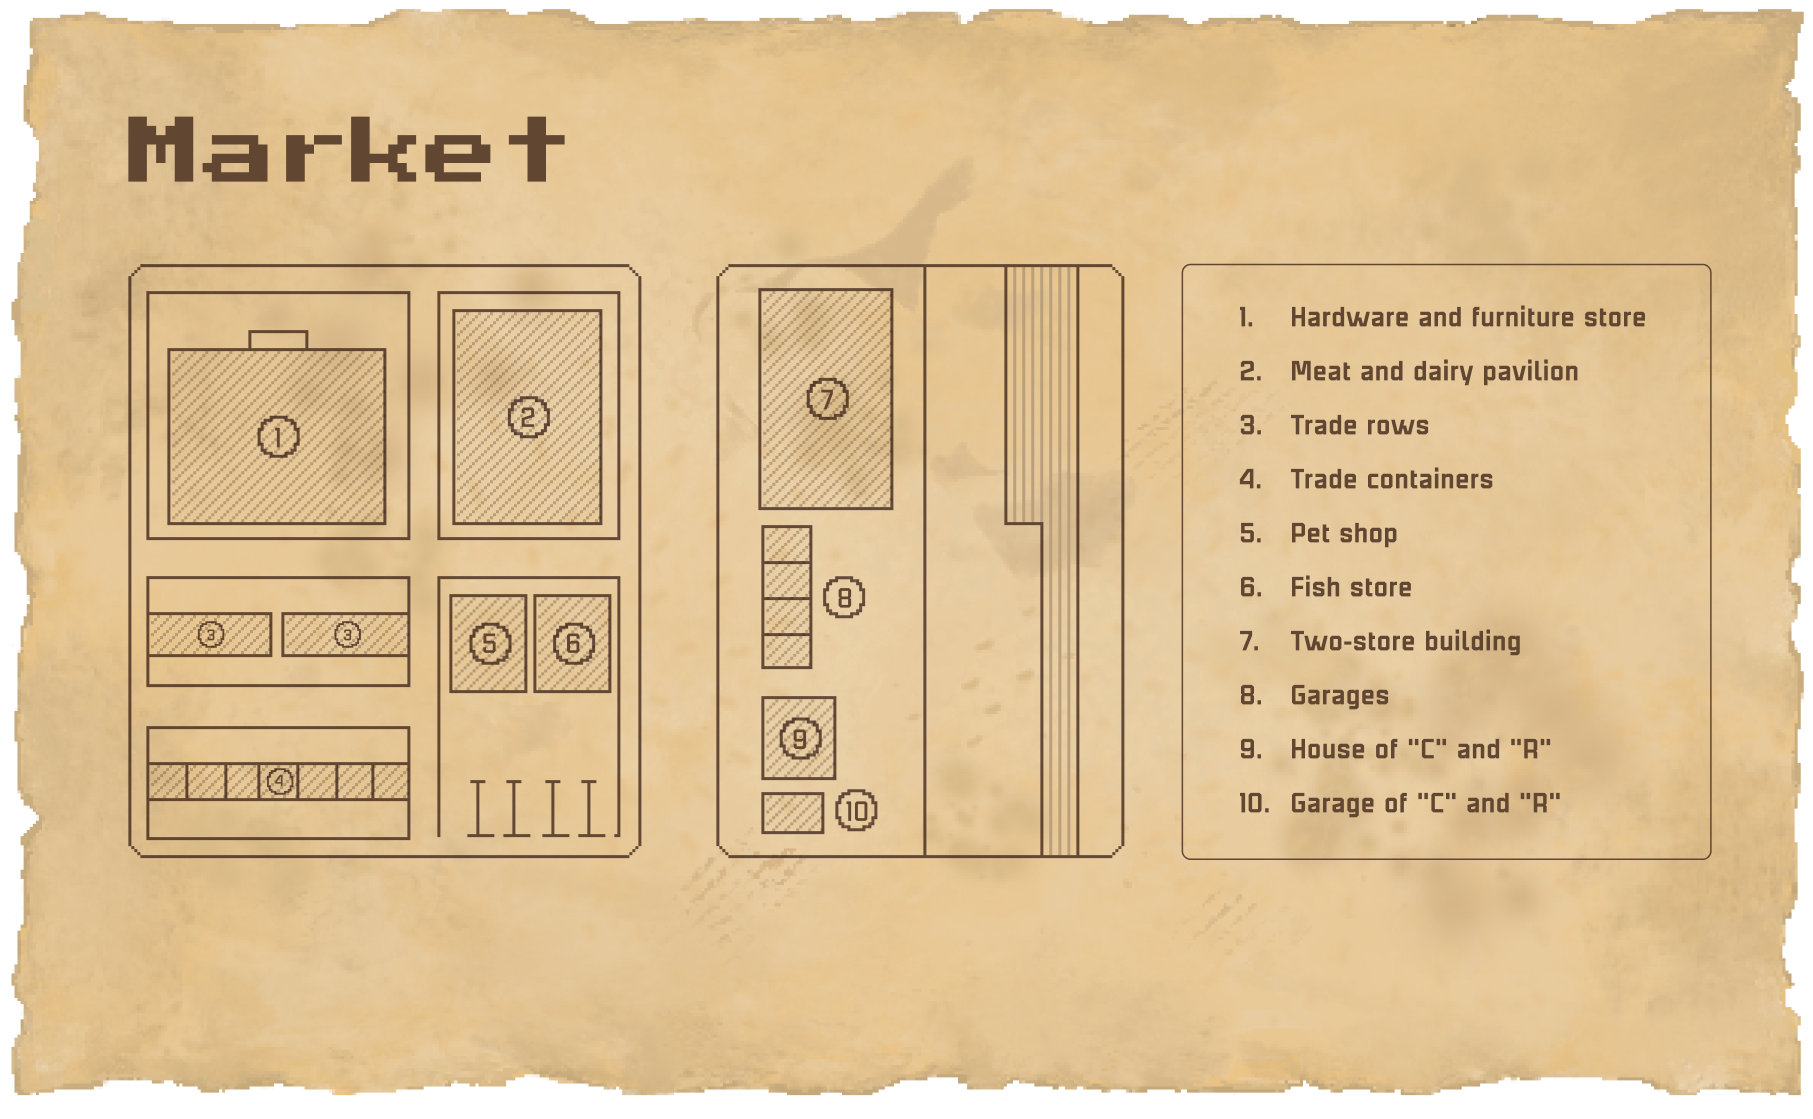 Market
1
2
3
3
4
5
6
7
8
9
10
1. Hardware and furniture store
2. Meat and dairy pavilion
3. Trade rows
4. Trade containers
5. Pet shop
6. Fish store
7. Two-store building
8. Garages
9. House of "C" and "R"
10. Garage of "C" and "R"